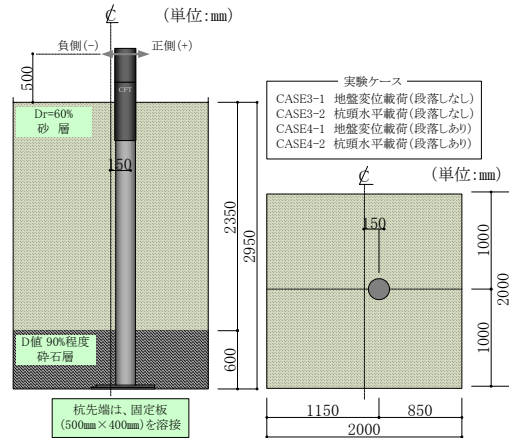 ℄
(単位:mm)
負側(-)
正側(+)
500
CFT
Dr=60%
砂 層
150
2350
2950
D値 90%程度
砕石層
600
杭先端は、固定板
(500mm×400mm)を溶接
実験ケース
CASE3-1 地盤変位載荷(段落しなし)
CASE3-2 杭頭水平載荷(段落しなし)
CASE4-1 地盤変位載荷(段落しあり)
CASE4-2 杭頭水平載荷(段落しあり)
℄
(単位:mm)
150
1000
2000
1000
1150
850
2000